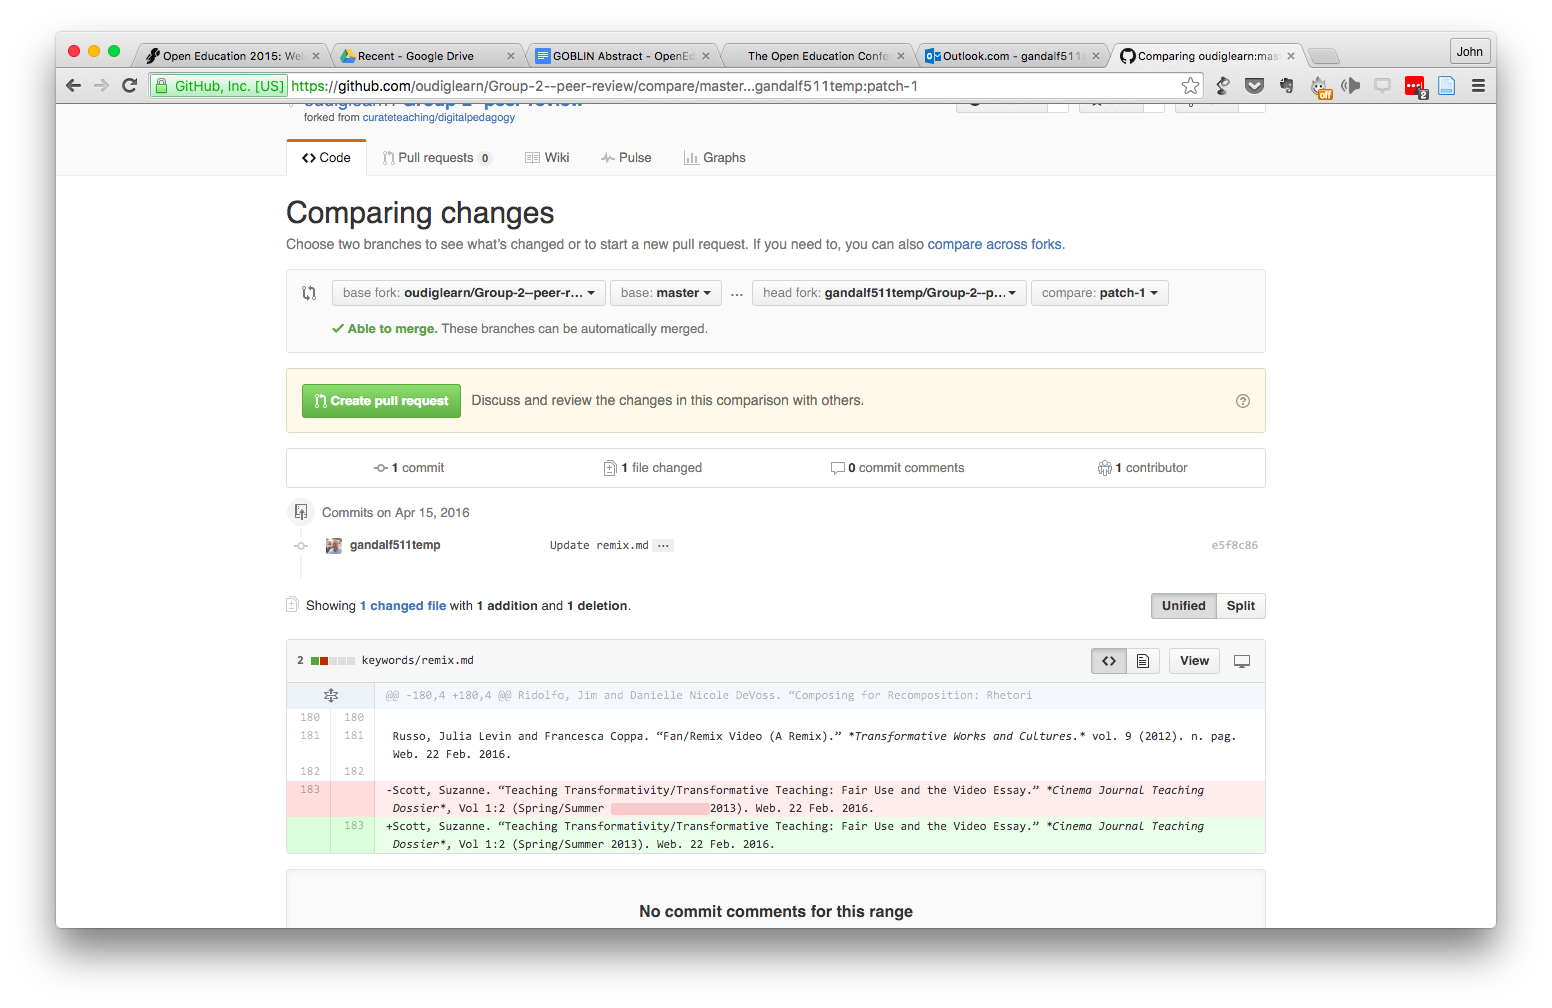 Open Education 2015: Wel
Recent - Google Drive
GOBLIN Abstract - OpenEd
The Open Education Confe
Outlook.com - gandalf511t
Comparing oudiglearn:mas
John
GitHub, Inc. [US] https://github.com/oudiglearn/Group-2--peer-review/compare/master...gandalf511temp:patch-1
off
2
oudiglearn / Group-2--peer-review
forked from curateteaching/digitalpedagogy
Code
Pull requests 0
Wiki
Pulse
Graphs
Comparing changes
Choose two branches to see what's changed or to start a new pull request. If you need to, you can also compare across forks.
base fork: oudiglearn/Group-2--peer-r... base: master ... head fork: gandalf511temp/Group-2--p... compare: patch-1
Able to merge. These branches can be automatically merged.
Create pull request Discuss and review the changes in this comparison with others.
1 commit
1 file changed
0 commit comments
1 contributor
Commits on Apr 15, 2016
gandalf511temp Update remix.md ... e5f8c86
Showing 1 changed file with 1 addition and 1 deletion.
Unified Split
2 keywords/remix.md
View
@@ -180,4 +180,4 @@ Ridolfo, Jim and Danielle Nicole DeVoss. “Composing for Recomposition: Rhetori
180 180
181 181 Russo, Julia Levin and Francesca Coppa. “Fan/Remix Video (A Remix).” *Transformative Works and Cultures.* vol. 9 (2012). n. pag.
Web. 22 Feb. 2016.
182 182
183 -Scott, Suzanne. “Teaching Transformativity/Transformative Teaching: Fair Use and the Video Essay.” *Cinema Journal Teaching
Dossier*, Vol 1:2 (Spring/Summer 2013). Web. 22 Feb. 2016.
183 +Scott, Suzanne. “Teaching Transformativity/Transformative Teaching: Fair Use and the Video Essay.” *Cinema Journal Teaching
Dossier*, Vol 1:2 (Spring/Summer 2013). Web. 22 Feb. 2016.
No commit comments for this range